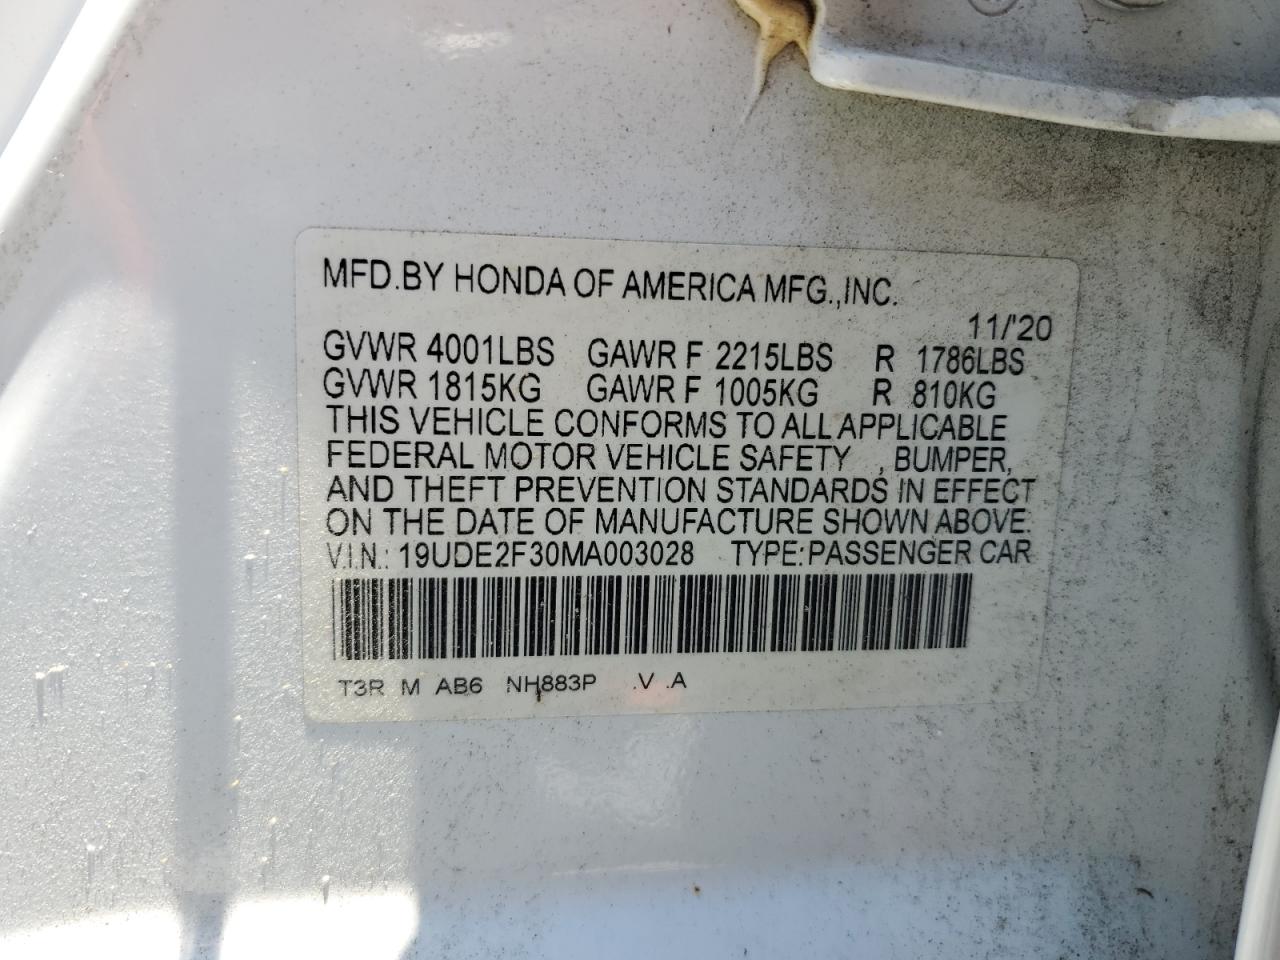 MFD.BY HONDA OF AMERICA MFG.,INC.
11/'20
GVWR 4001LBS GAWR F 2215LBS R 1786LBS
GVWR 1815KG GAWR F 1005KG R 810KG
THIS VEHICLE CONFORMS TO ALL APPLICABLE
FEDERAL MOTOR VEHICLE SAFETY , BUMPER,
AND THEFT PREVENTION STANDARDS IN EFFECT
ON THE DATE OF MANUFACTURE SHOWN ABOVE.
V.I.N.: 19UDE2F30MA003028 TYPE:PASSENGER CAR
T3R M AB6 NH883P .V .A